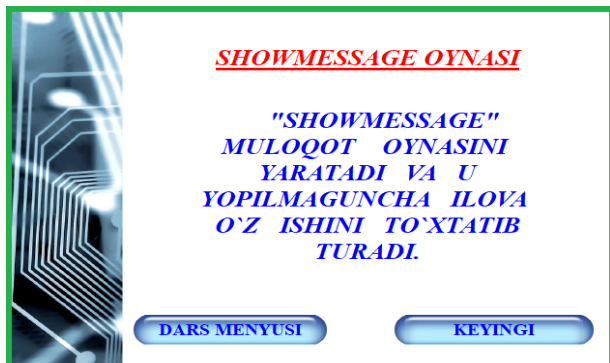 SHOWMESSAGE OYNASI
"SHOWMESSAGE"
MULOQOT OYNASINI
YARATADI VA U
YOPILMAGUNCHA ILOVA
O`Z ISHINI TO`XTATIB
TURADI.
DARS MENYUSI
KEYINGI